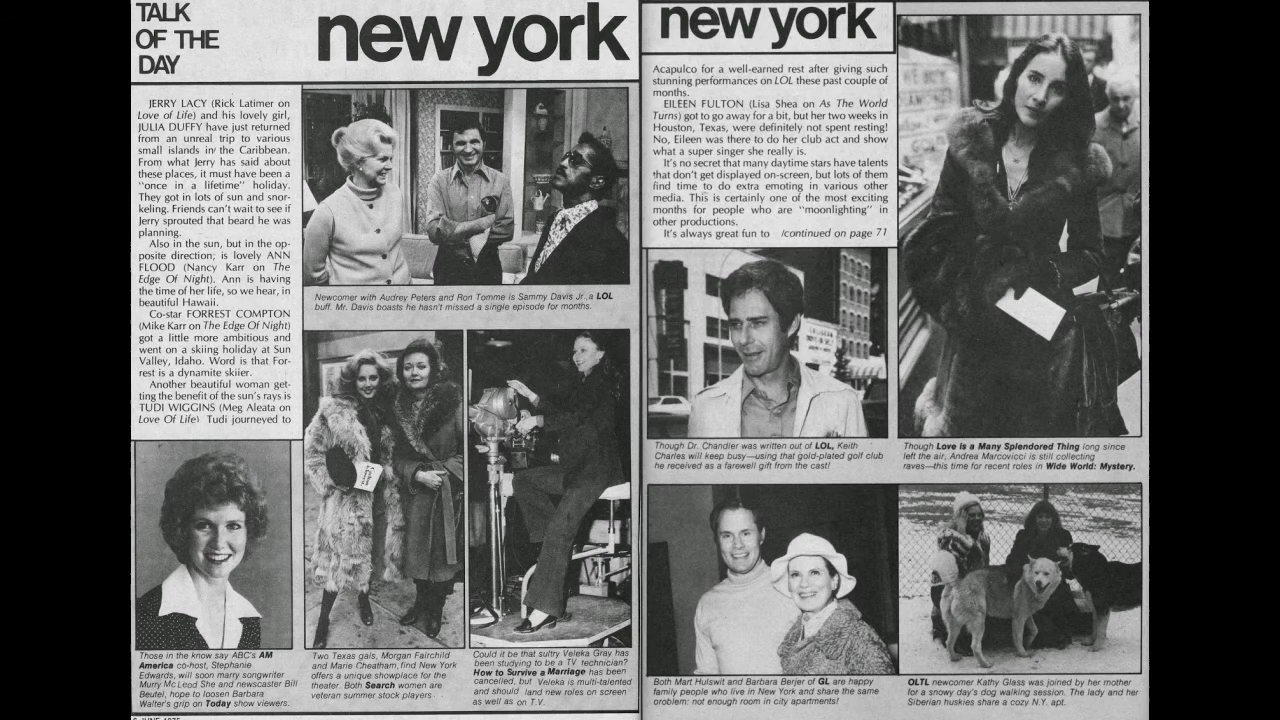 TALK
OF THE
DAY
new york
JERRY LACY (Rick Latimer on
Love of Life) and his lovely girl,
JULIA DUFFY have just returned
from an unreal trip to various
small islands in the Caribbean.
From what Jerry has said about
these places, it must have been a
"once in a lifetime" holiday.
They got in lots of sun and snor-
keling. Friends can't wait to see if
Jerry sprouted that beard he was
planning.
Also in the sun, but in the op-
posite direction; is lovely ANN
FLOOD (Nancy Karr on The
Edge Of Night). Ann is having
the time of her life, so we hear, in
beautiful Hawaii.
Co-star FORREST COMPTON
(Mike Karr on The Edge Of Night)
got a little more ambitious and
went on a skiing holiday at Sun
Valley, Idaho. Word is that For-
rest is a dynamite skier.
Another beautiful woman get-
ting the benefit of the sun's rays is
TUDI WIGGINS (Meg Aleata on
Love Of Life) Tudi journeyed to
Newcomer with Audrey Peters and Ron Tomme is Sammy Davis Jr., a LOL
buff. Mr. Davis boasts he hasn't missed a single episode for months.
Those in the know say ABC's AM
America co-host, Stephanie
Edwards, will soon marry songwriter
Murry Mc Leod She and newscaster Bill
Beutel, hope to loosen Barbara
Walter's grip on Today show viewers.
Two Texas gals, Morgan Fairchild
and Marie Cheatham, find New York
offers a unique showplace for the
theater. Both Search women are
veteran summer stock players.
Could it be that sultry Veleka Gray has
been studying to be a TV technician?
How to Survive a Marriage has been
cancelled, but Veleka is multi-talented
and should land new roles on screen
as well as on T.V.
6 JUNE 1975
new york
Acapulco for a well-earned rest after giving such
stunning performances on LOL these past couple of
months.
EILEEN FULTON (Lisa Shea on As The World
Turns) got to go away for a bit, but her two weeks in
Houston, Texas, were definitely not spent resting!
No, Eileen was there to do her club act and show
what a super singer she really is.
It's no secret that many daytime stars have talents
that don't get displayed on-screen, but lots of them
find time to do extra emoting in various other
media. This is certainly one of the most exciting
months for people who are "moonlighting" in
other productions.
It's always great fun to /continued on page 71
Though Dr. Chandler was written out of LOL, Keith
Charles will keep busy—using that gold-plated golf club
he received as a farewell gift from the cast!
Though Love is a Many Splendored Thing long since
left the air, Andrea Marcovicci is still collecting
raves—this time for recent roles in Wide World: Mystery.
Both Mart Hulswit and Barbara Berjer of GL are happy
family people who live in New York and share the same
problem: not enough room in city apartments!
OLTL newcomer Kathy Glass was joined by her mother
for a snowy day's dog walking session. The lady and her
Siberian huskies share a cozy N.Y. apt.